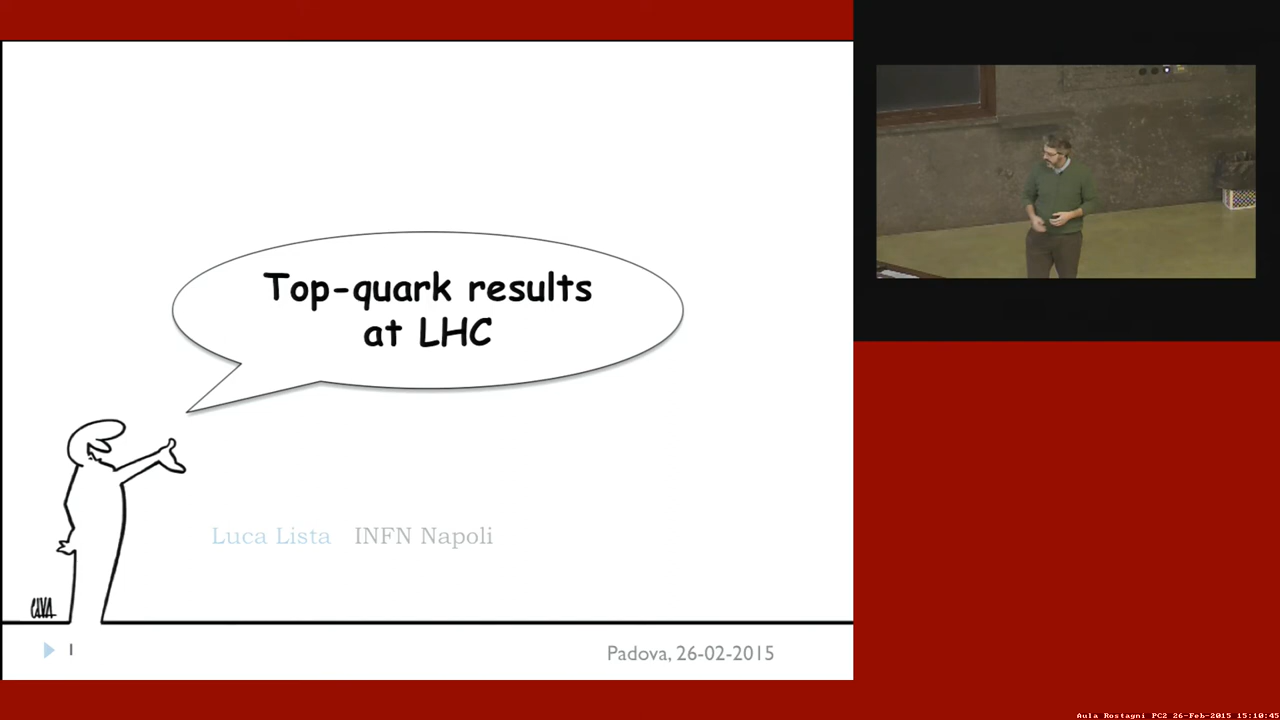 Top-quark results
at LHC
Luca Lista INFN Napoli
CAVA
1
Padova, 26-02-2015
Aula Rostagni PC2 26-Feb-2015 15:10:45